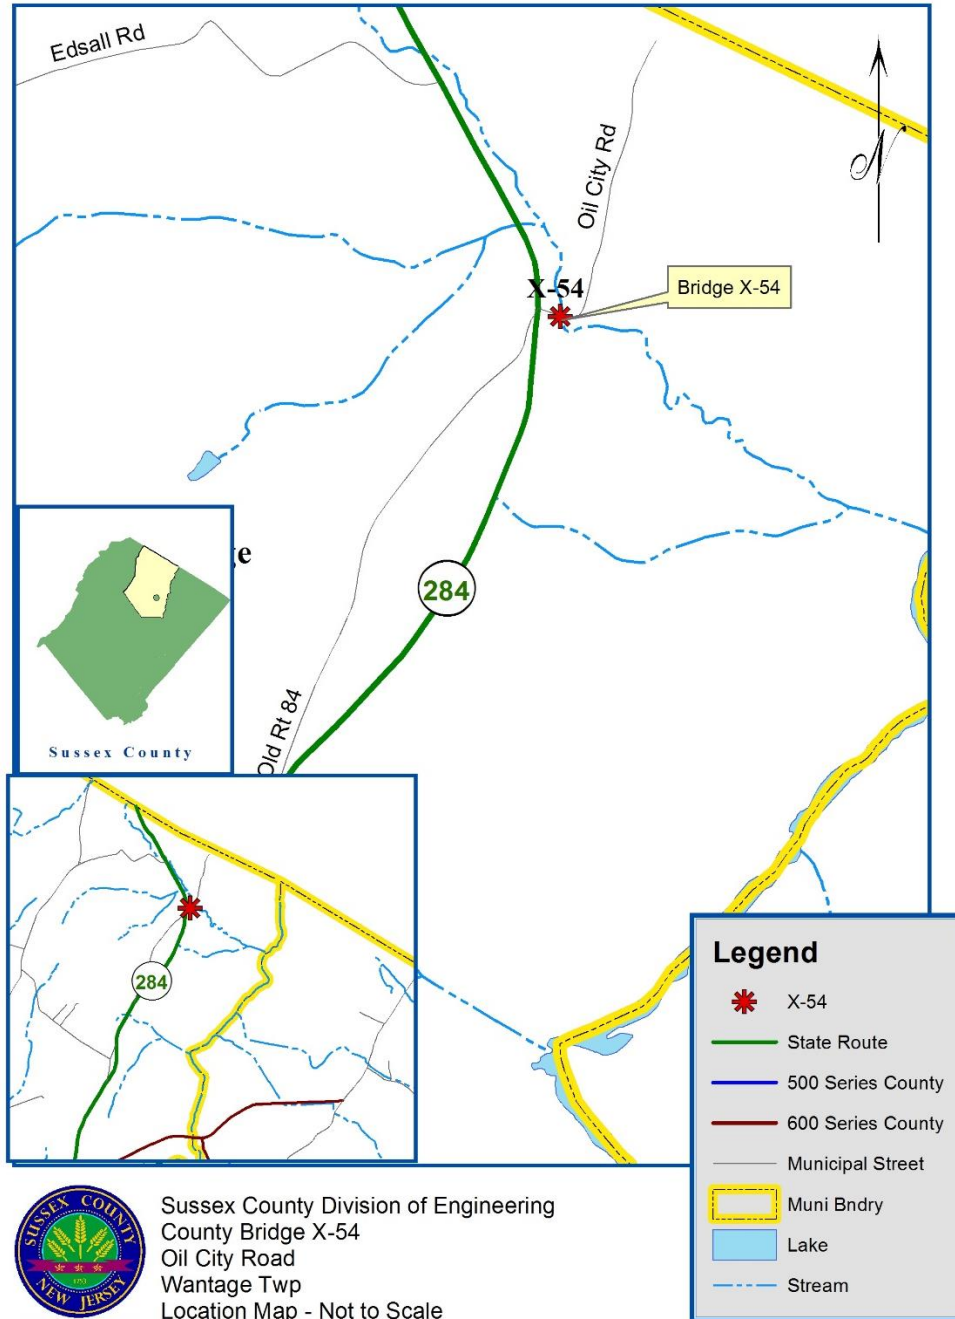 Edsall Rd
Oil City Rd
X-54
Bridge X-54
ge
284
Old Rt 84
Sussex County
284
Legend
X-54
State Route
500 Series County
600 Series County
Municipal Street
Muni Bndry
Lake
Stream
SUSSEX COUNTY
1753
NEW JERSEY
Sussex County Division of Engineering
County Bridge X-54
Oil City Road
Wantage Twp
Location Map - Not to Scale
N